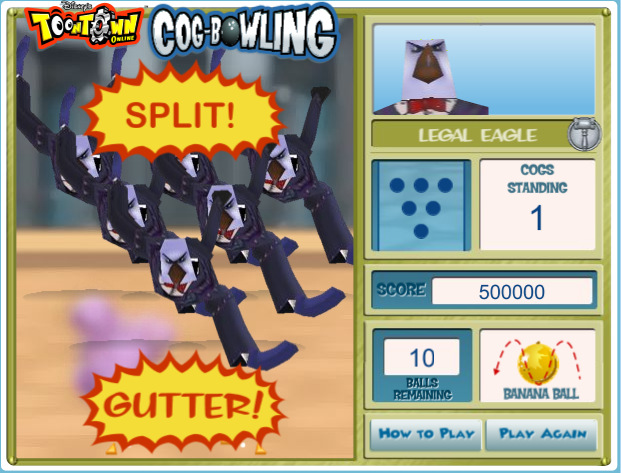 Disney's
TOONTOWN
ONLINE
COG-BOWLING
SPLIT!
GUTTER!
LEGAL EAGLE
COGS
STANDING
1
SCORE
500000
10
BALLS
REMAINING
BANANA BALL
HOW TO PLAY
PLAY AGAIN